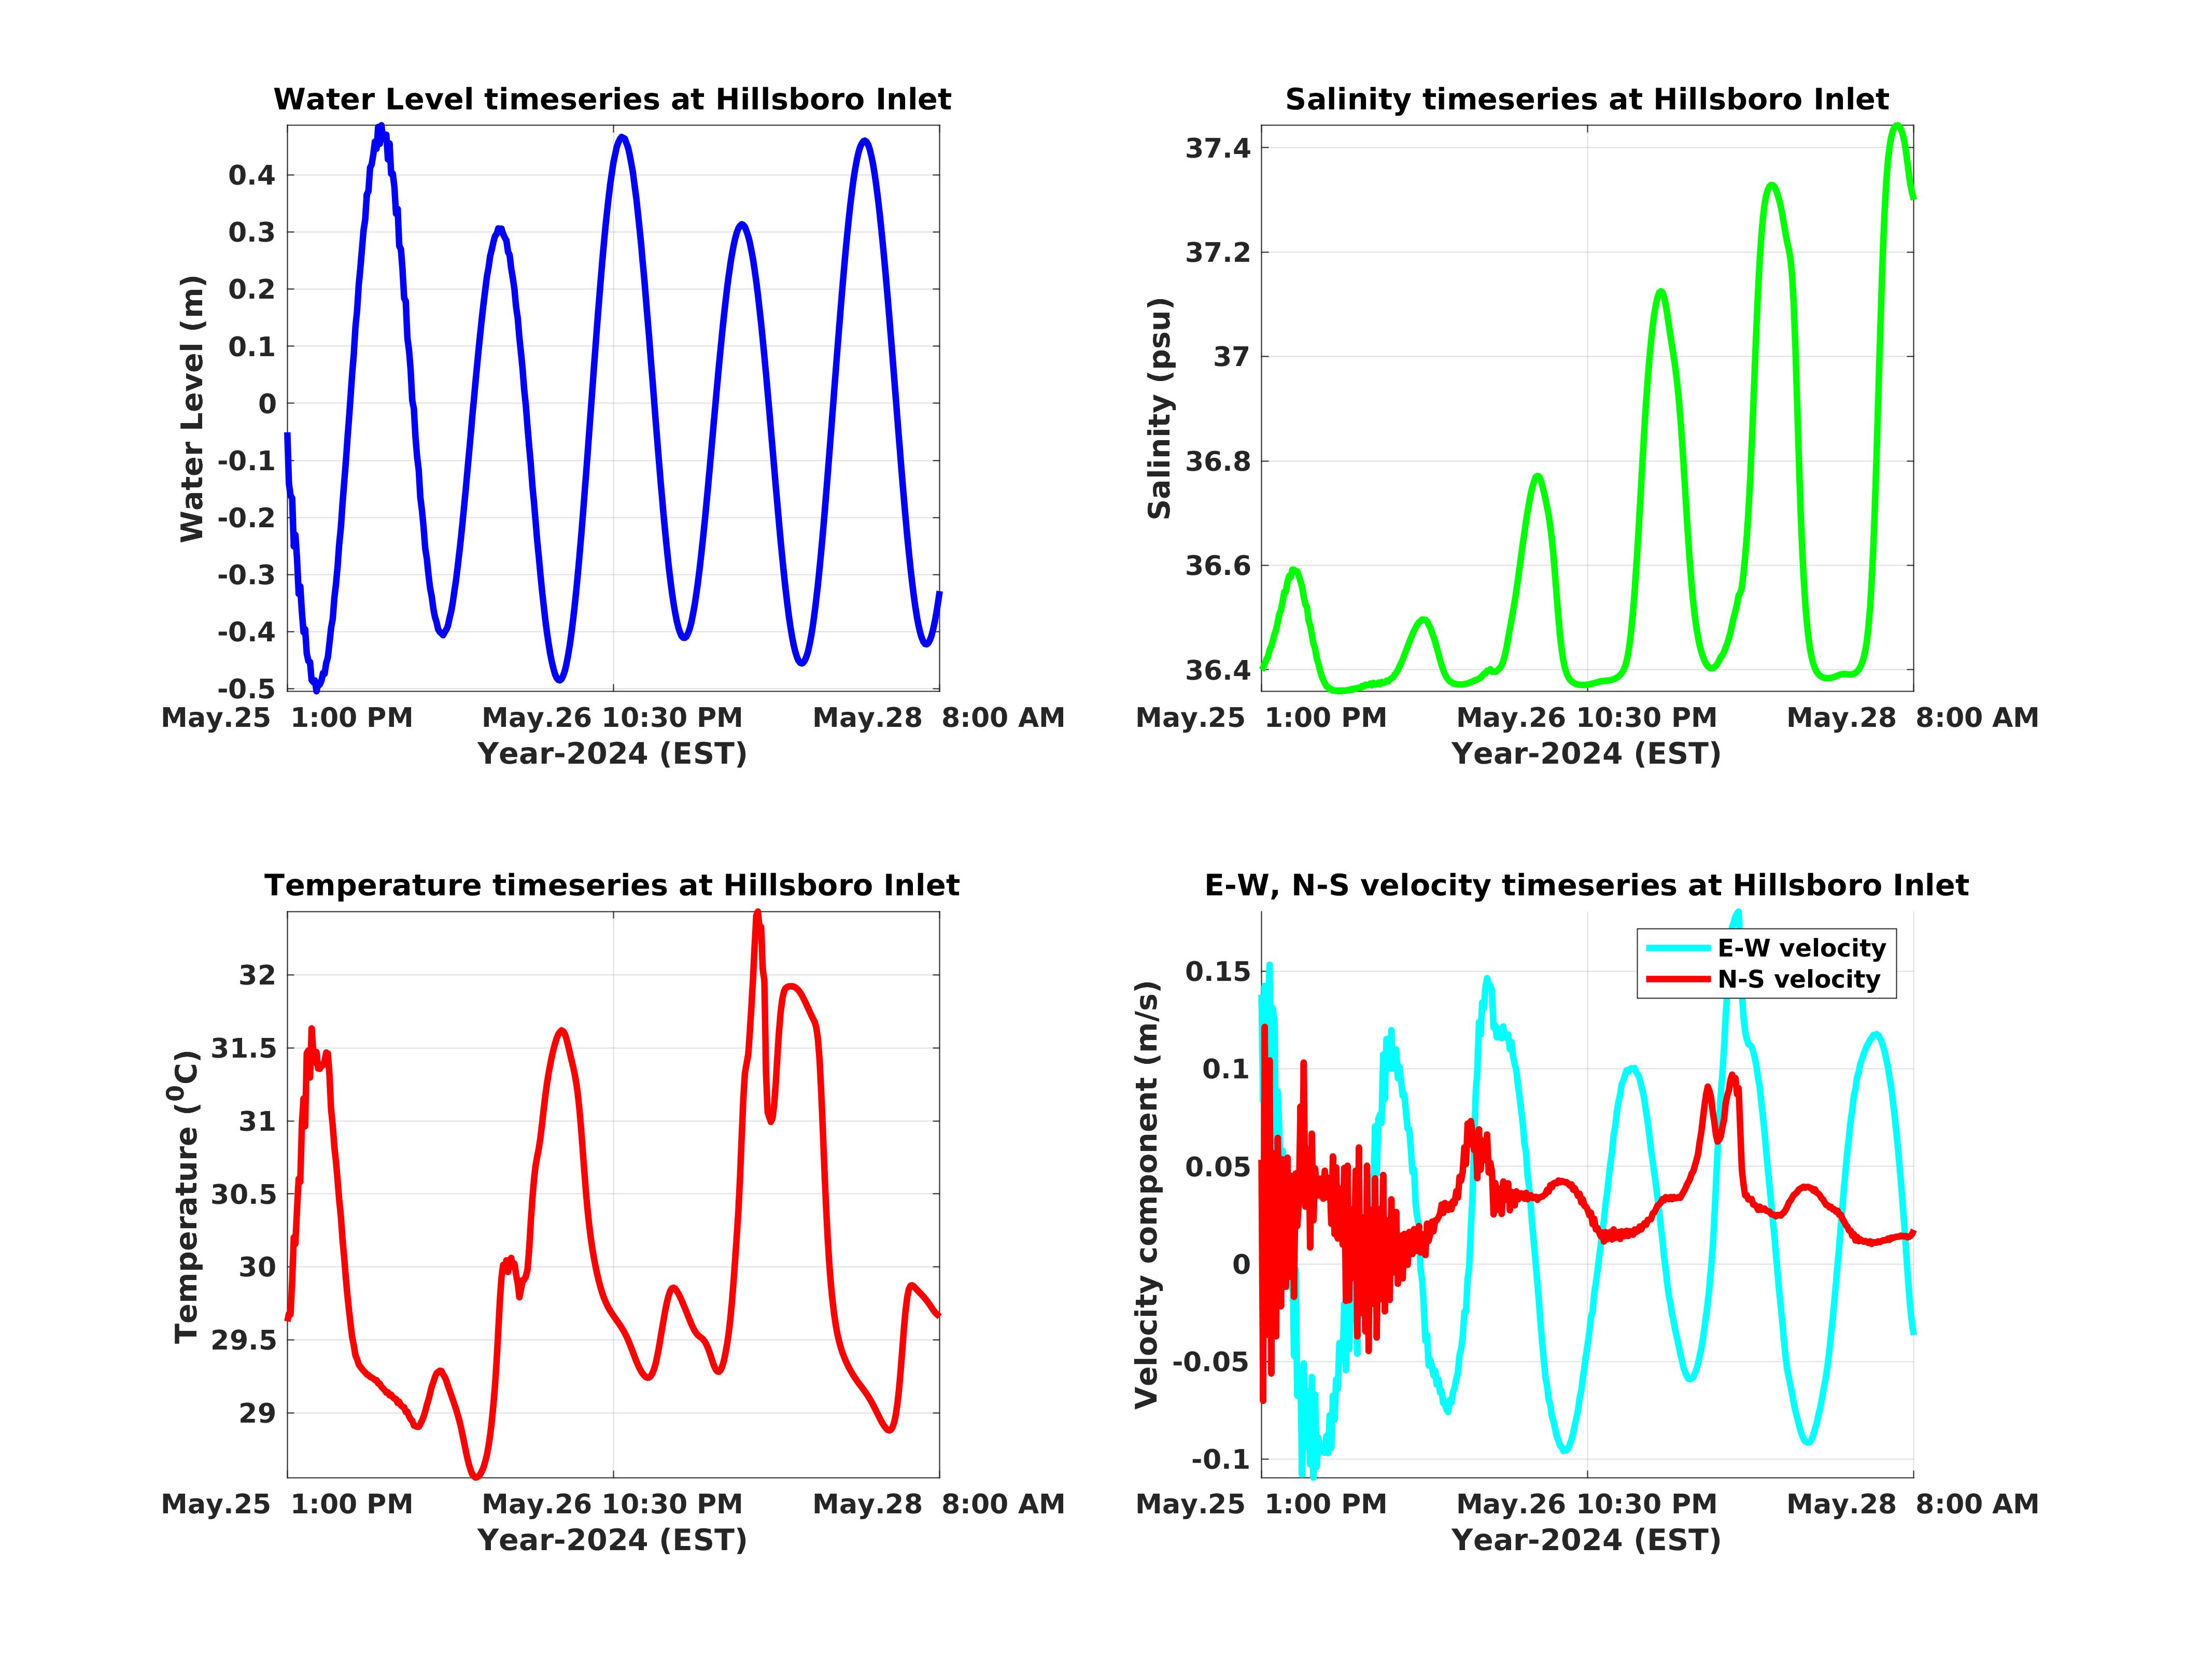 Water Level timeseries at Hillsboro Inlet
Water Level (m)
0.4
0.3
0.2
0.1
0
-0.1
-0.2
-0.3
-0.4
-0.5
May.25 1:00 PM
May.26 10:30 PM
May.28 8:00 AM
Year-2024 (EST)
Salinity timeseries at Hillsboro Inlet
Salinity (psu)
37.4
37.2
37
36.8
36.6
36.4
May.25 1:00 PM
May.26 10:30 PM
May.28 8:00 AM
Year-2024 (EST)
Temperature timeseries at Hillsboro Inlet
Temperature (⁰C)
32
31.5
31
30.5
30
29.5
29
May.25 1:00 PM
May.26 10:30 PM
May.28 8:00 AM
Year-2024 (EST)
E-W, N-S velocity timeseries at Hillsboro Inlet
E-W velocity
N-S velocity
Velocity component (m/s)
0.15
0.1
0.05
0
-0.05
-0.1
May.25 1:00 PM
May.26 10:30 PM
May.28 8:00 AM
Year-2024 (EST)